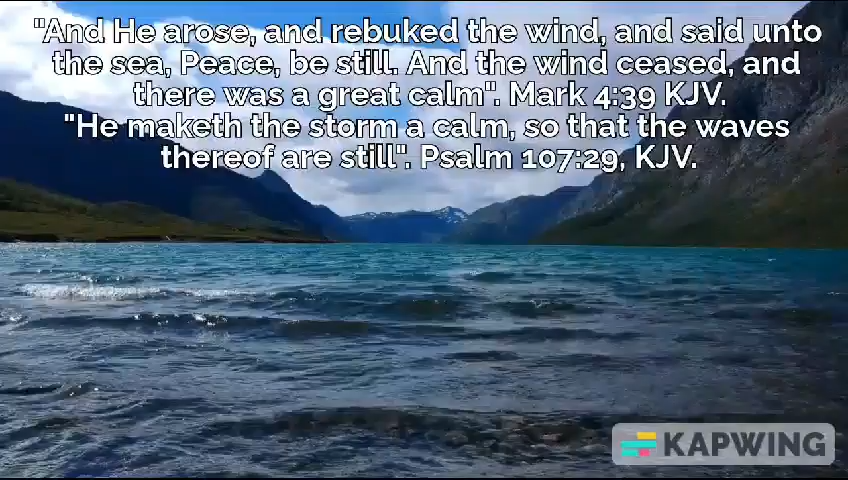 "And He arose, and rebuked the wind, and said unto
the sea, Peace, be still. And the wind ceased, and
there was a great calm". Mark 4:39 KJV.
"He maketh the storm a calm, so that the waves
thereof are still". Psalm 107:29, KJV.
KAPWING